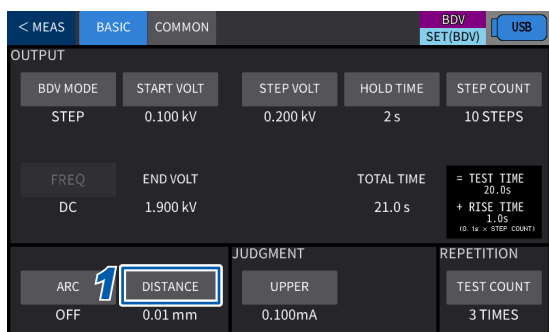 < MEAS BASIC COMMON BDV SET(BDV) USB
OUTPUT
BDV MODE START VOLT STEP VOLT HOLD TIME STEP COUNT
STEP 0.100 kV 0.200 kV 2 s 10 STEPS
FREQ END VOLT TOTAL TIME = TEST TIME
20.0s
DC 1.900 kV 21.0 s + RISE TIME
1.0s
(0.1s × STEP COUNT)
JUDGMENT REPETITION
ARC 1 DISTANCE UPPER TEST COUNT
OFF 0.01 mm 0.100mA 3 TIMES